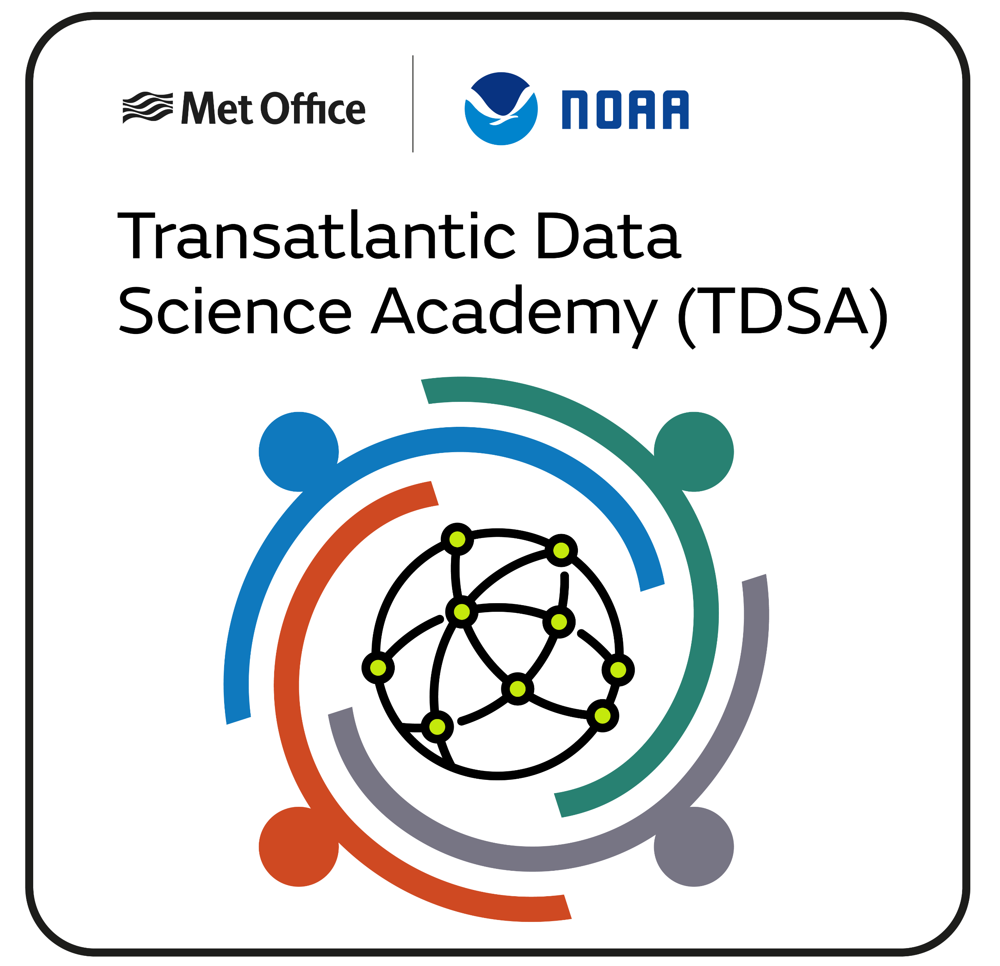 Met Office
NOAA
Transatlantic Data
Science Academy (TDSA)